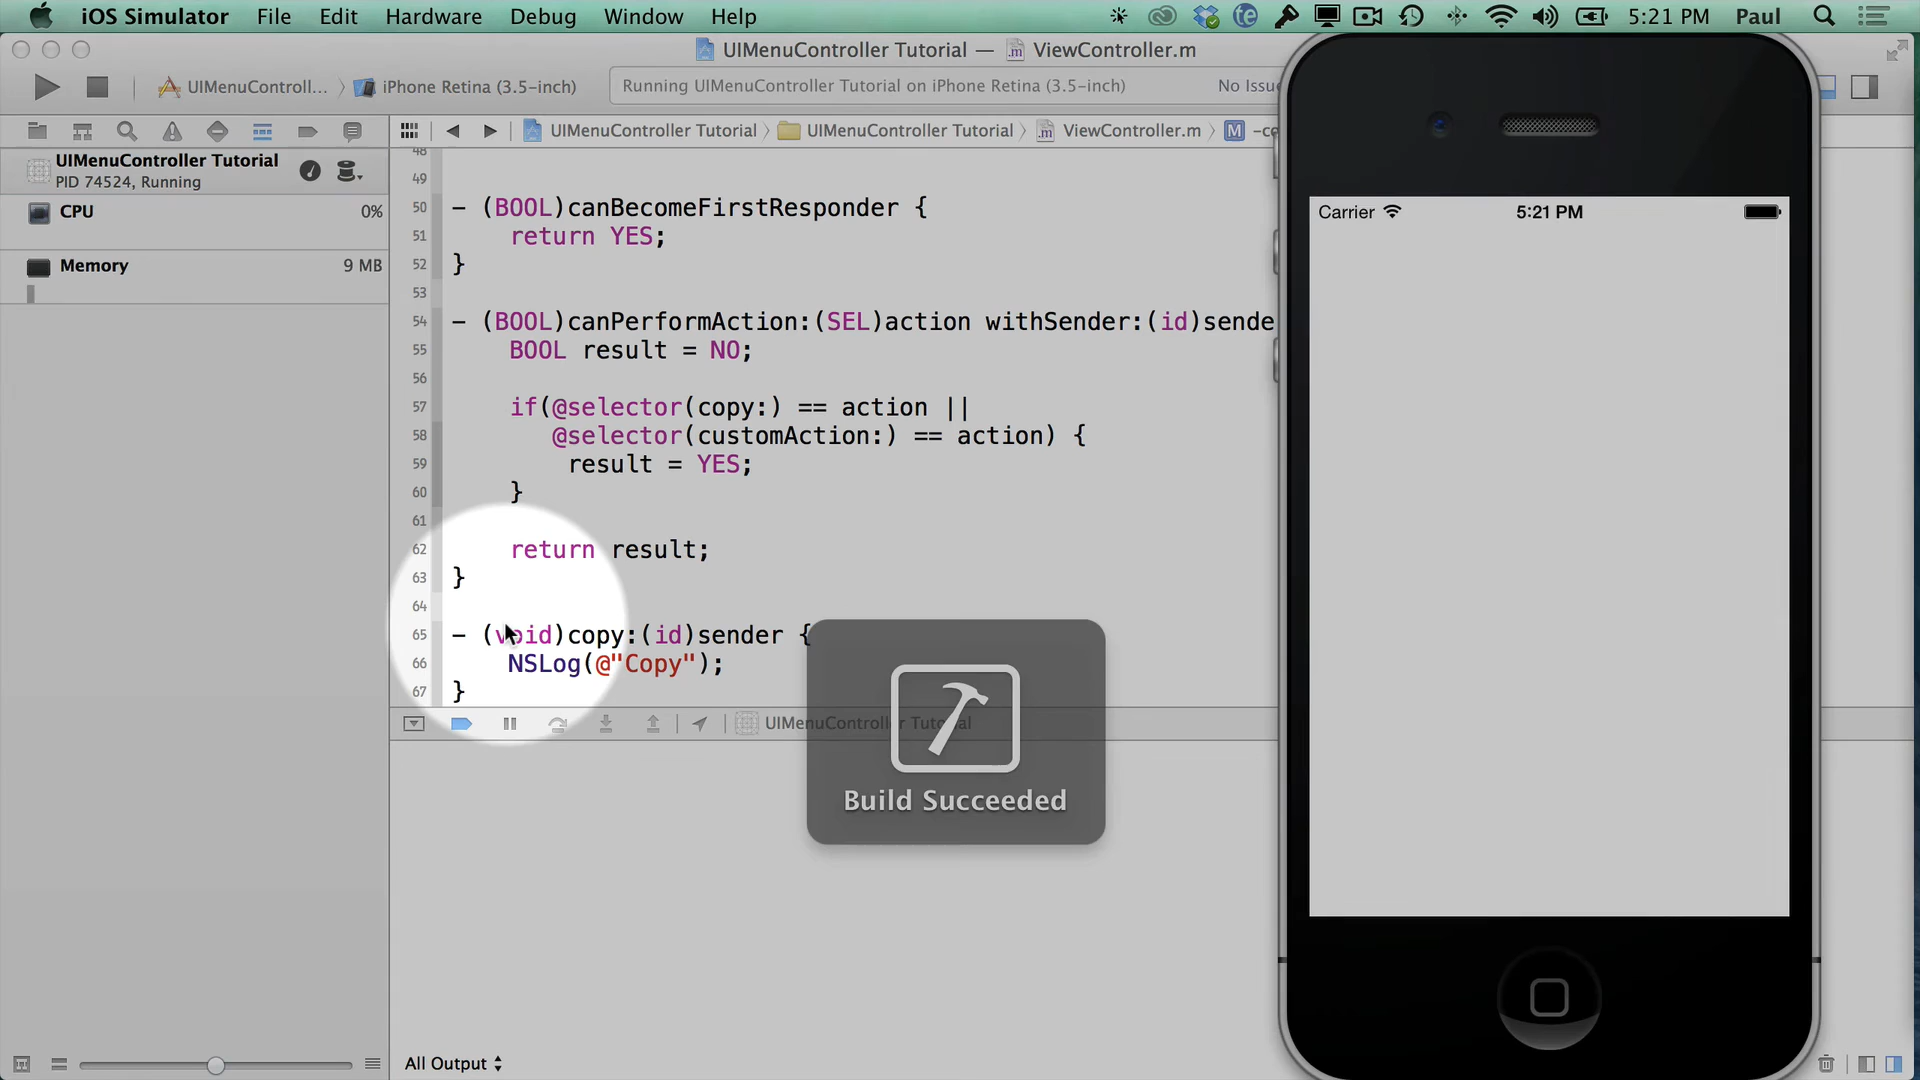 iOS Simulator File Edit Hardware Debug Window Help 5:21 PM Paul
UIMenuController Tutorial — ViewController.m
UIMenuControll... iPhone Retina (3.5-inch) Running UIMenuController Tutorial on iPhone Retina (3.5-inch) No Issu
UIMenuController Tutorial UIMenuController Tutorial ViewController.m M -co
UIMenuController Tutorial
PID 74524, Running
CPU 0%
Memory 9 MB
48
49
50 - (BOOL)canBecomeFirstResponder {
51 return YES;
52 }
53
54 - (BOOL)canPerformAction:(SEL)action withSender:(id)sende
55 BOOL result = NO;
56
57 if(@selector(copy:) == action ||
58 @selector(customAction:) == action) {
59 result = YES;
60 }
61
62 return result;
63 }
64
65 - (void)copy:(id)sender {
66 NSLog(@"Copy");
67 }
UIMenuController Tutorial
Build Succeeded
All Output
Carrier 5:21 PM